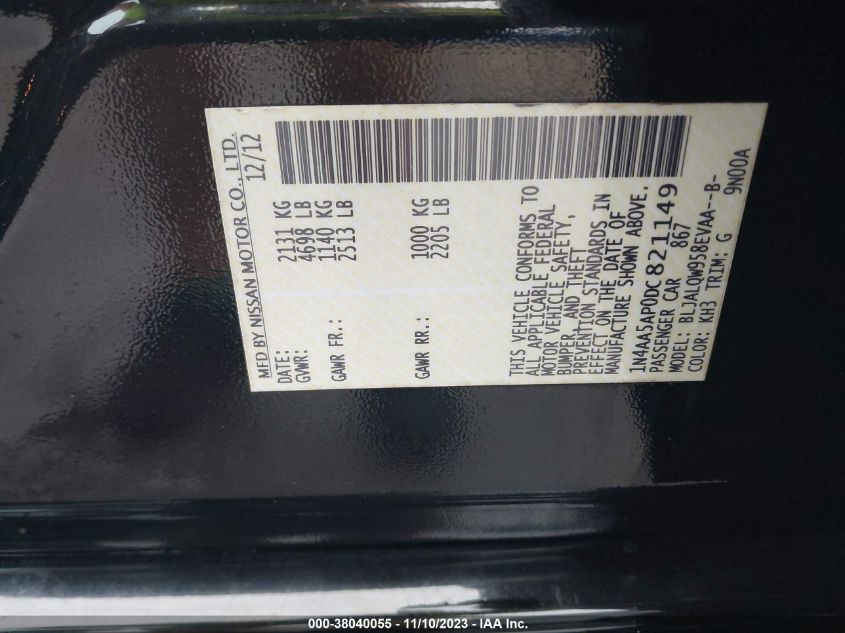 MFD BY NISSAN MOTOR CO., LTD.
DATE: 12/12
GVWR: 2131 KG
4698 LB
GAWR FR.: 1140 KG
2513 LB
GAWR RR.: 1000 KG
2205 LB
THIS VEHICLE CONFORMS TO
ALL APPLICABLE FEDERAL
MOTOR VEHICLE SAFETY,
BUMPER, AND THEFT
PREVENTION STANDARDS IN
EFFECT ON THE DATE OF
MANUFACTURE SHOWN ABOVE.
1N4AA5AP0DC821149
PASSENGER CAR 867
MODEL: BLJALQW958EVAA--B-
COLOR: KH3 TRIM: G 9N00A
000-38040055 - 11/10/2023 - IAA Inc.